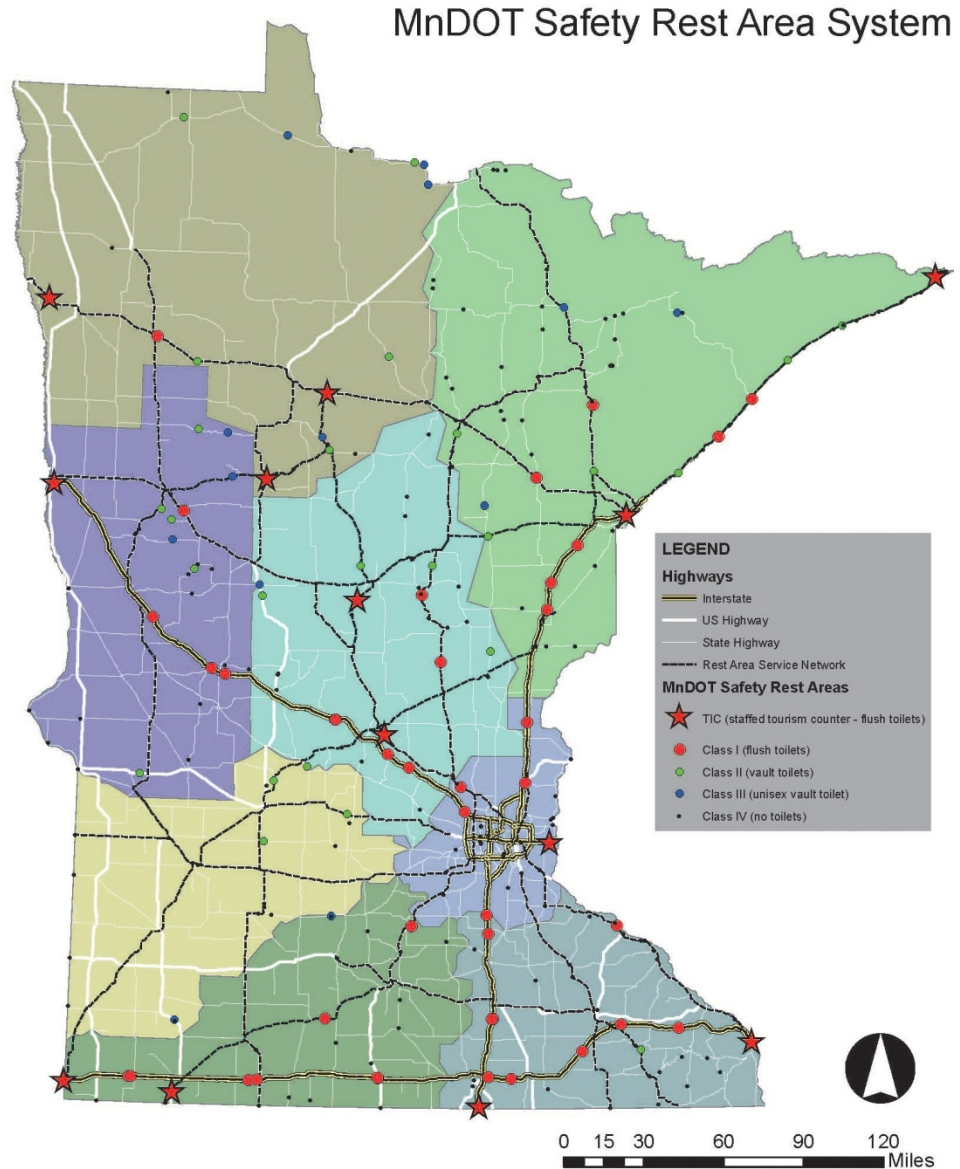 MnDOT Safety Rest Area System
LEGEND
Highways
Interstate
US Highway
State Highway
Rest Area Service Network
MnDOT Safety Rest Areas
TIC (staffed tourism counter - flush toilets)
Class I (flush toilets)
Class II (vault toilets)
Class III (unisex vault toilet)
Class IV (no toilets)
0 15 30 60 90 120
Miles